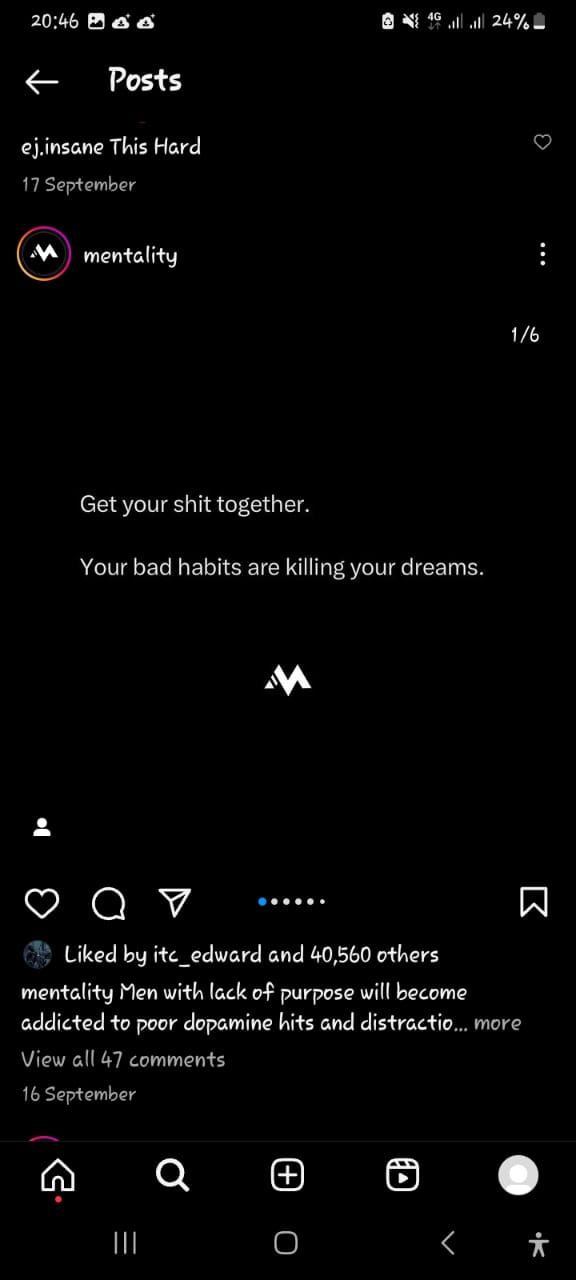 20:46
4G
24%
Posts
ej.insane This Hard
17 September
mentality
1/6
Get your shit together.
Your bad habits are killing your dreams.
Liked by itc_edward and 40,560 others
mentality Men with lack of purpose will become
addicted to poor dopamine hits and distractio... more
View all 47 comments
16 September